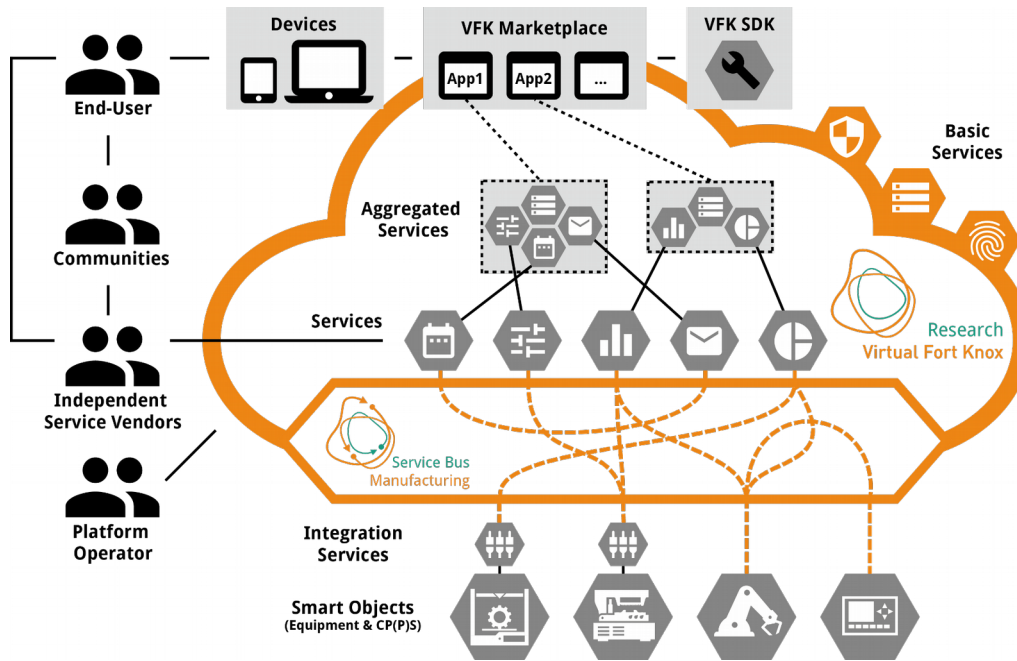 Devices
VFK Marketplace
VFK SDK
App1
App2
...
End-User
Basic
Services
Aggregated
Services
Communities
Services
Research
Virtual Fort Knox
Independent
Service Vendors
Service Bus
Manufacturing
Platform
Operator
Integration
Services
Smart Objects
(Equipment & CP(P)S)